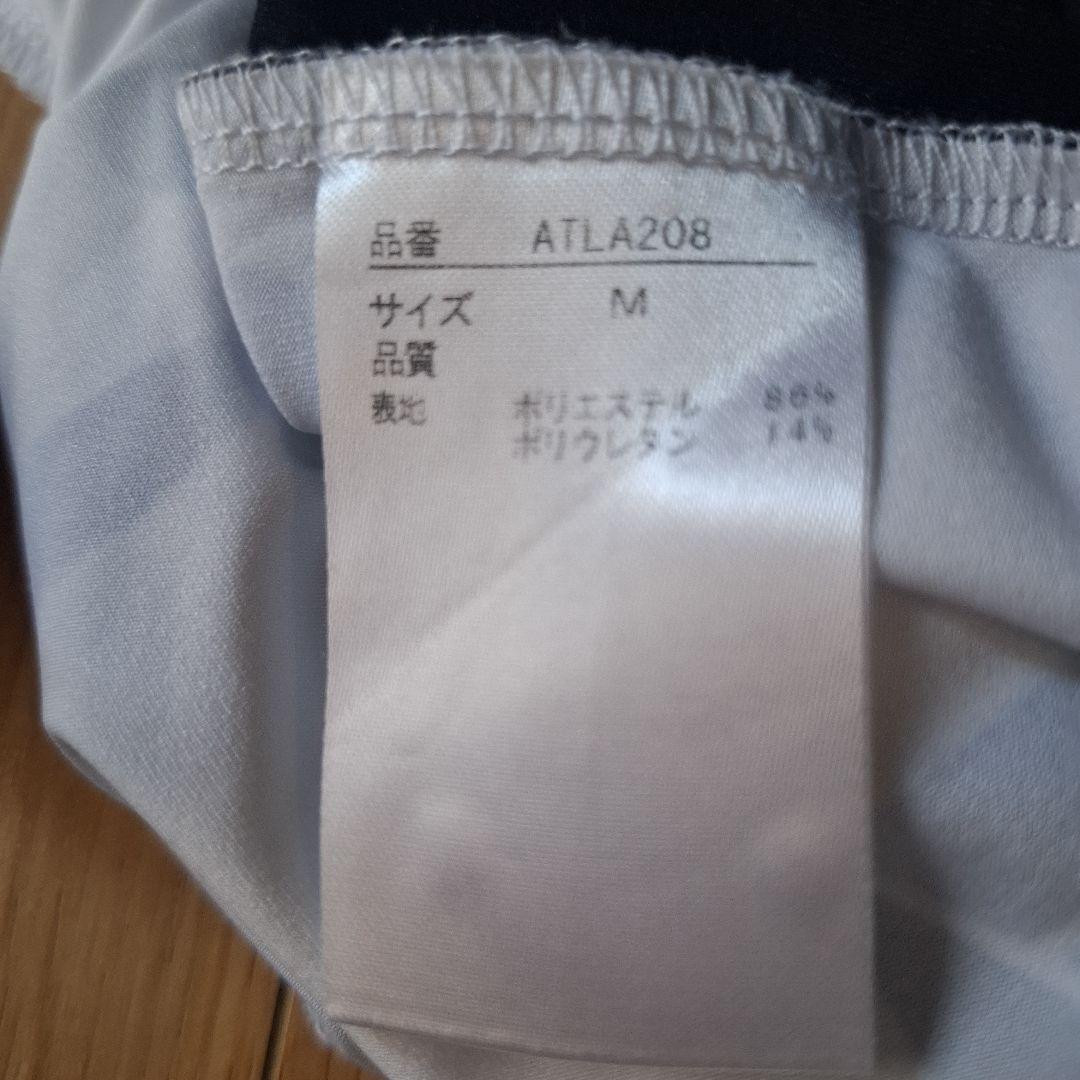 品番 ATLA208
サイズ M
品質
表地 ポリエステル 86%
ポリウレタン 14%